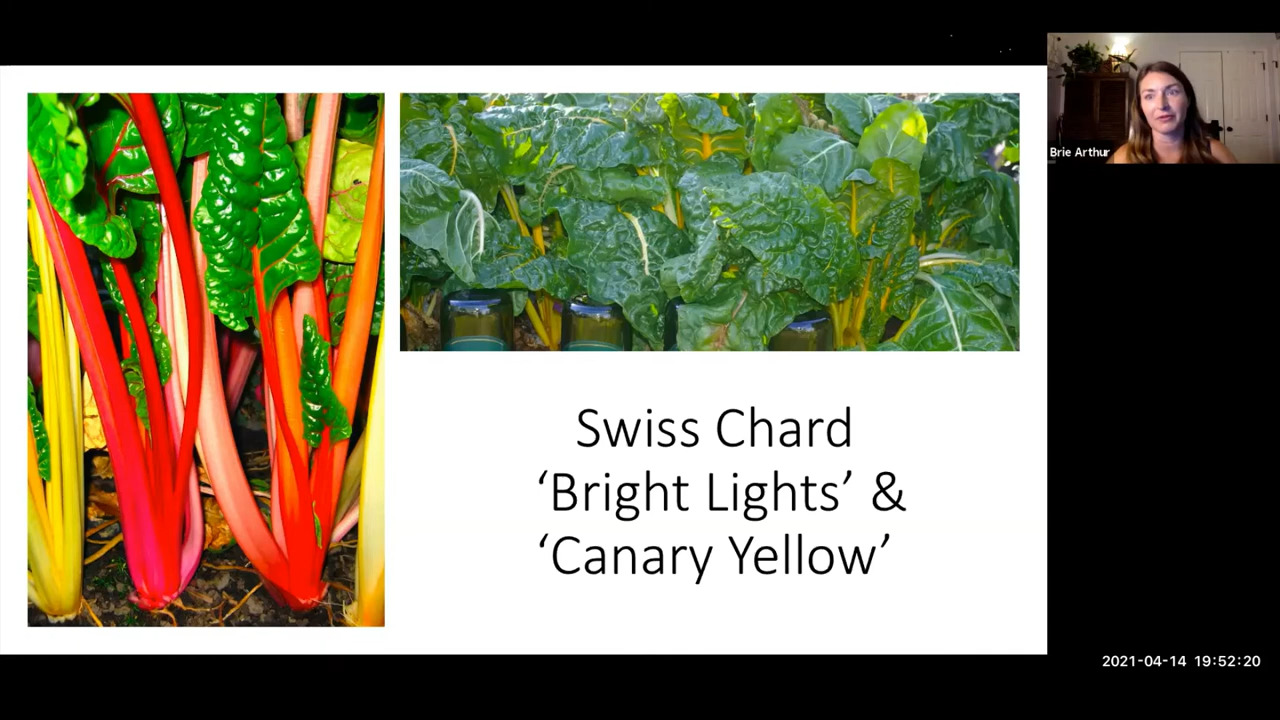 Brie Arthur
Swiss Chard
‘Bright Lights’ &
‘Canary Yellow’
2021-04-14 19:52:20